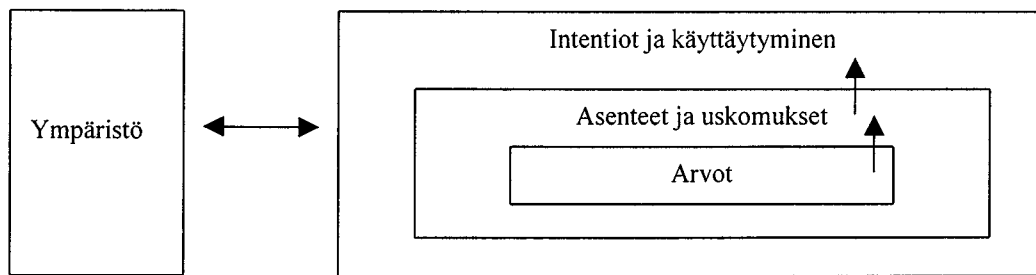 Intentiot ja käyttäytyminen
Ympäristö
Asenteet ja uskomukset
Arvot